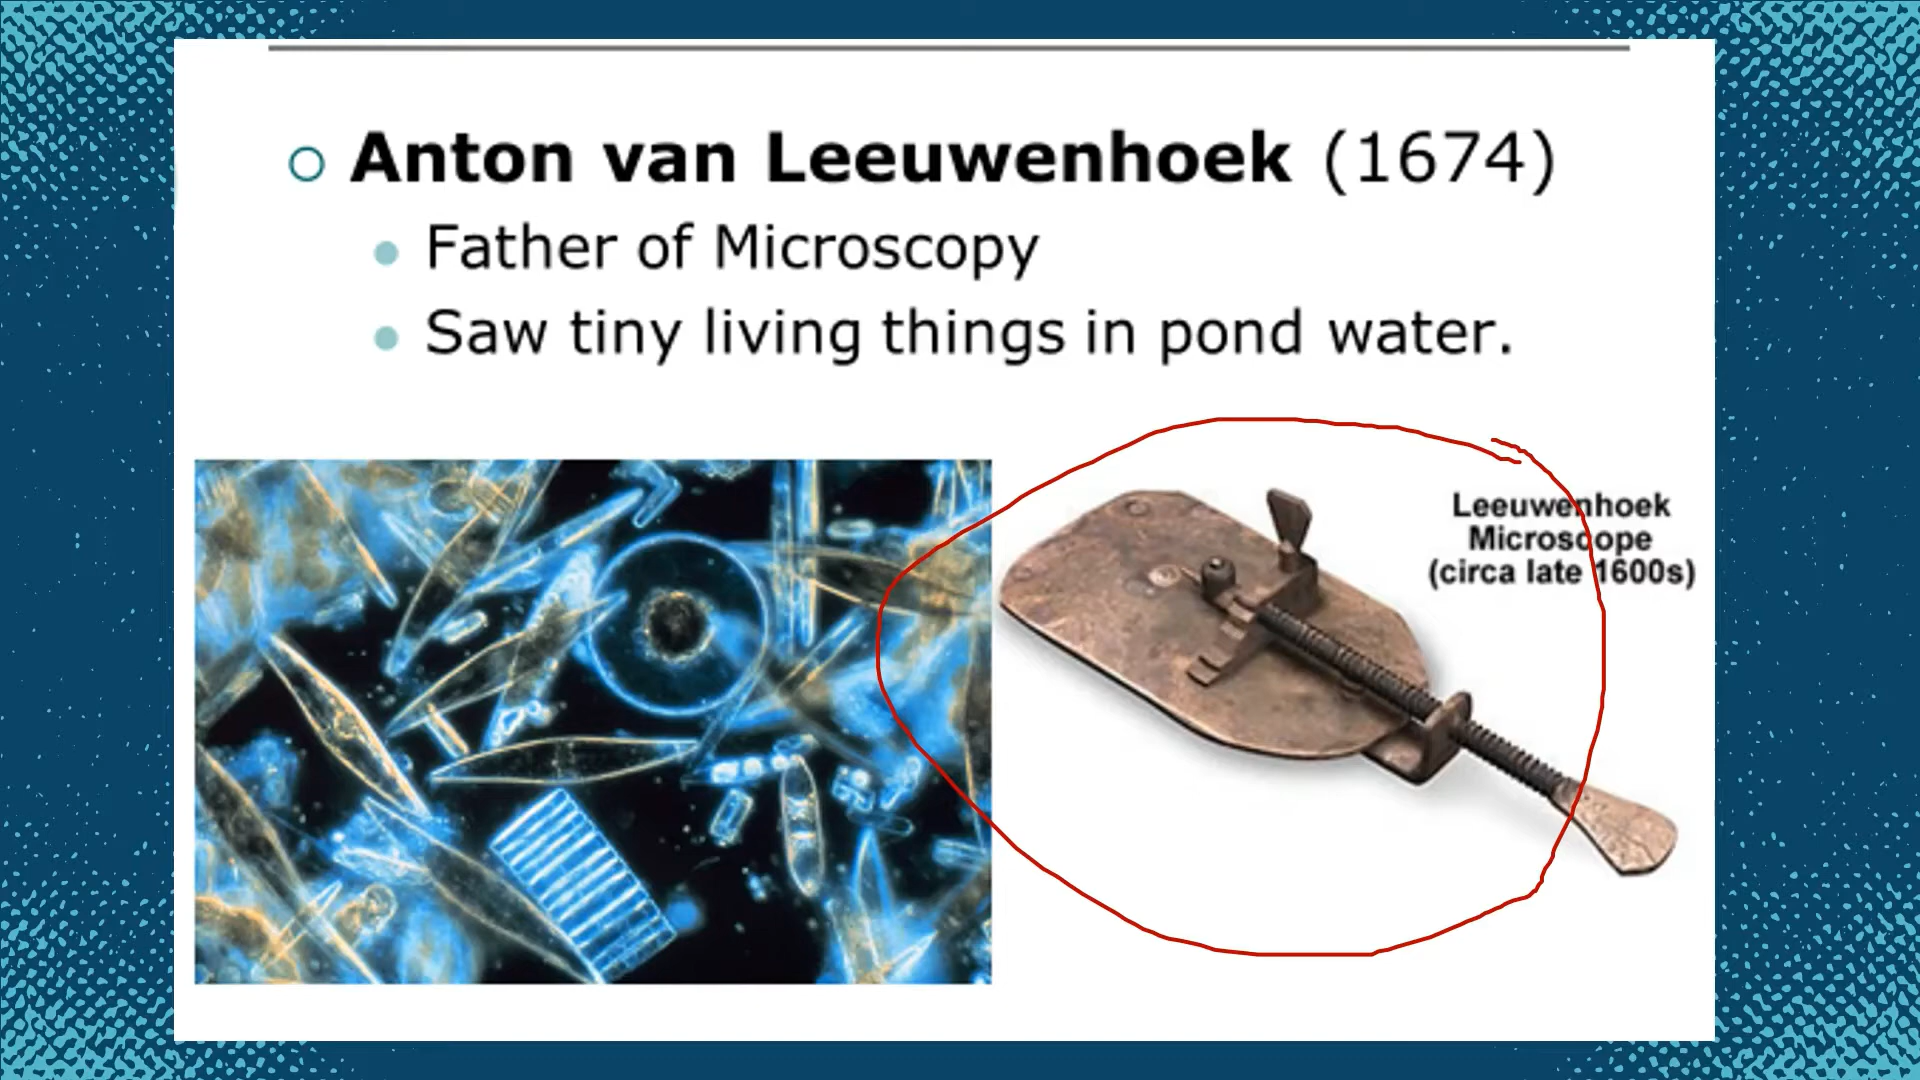 Anton van Leeuwenhoek (1674)
Father of Microscopy
Saw tiny living things in pond water.
Leeuwenhoek
Microscope
(circa late 1600s)